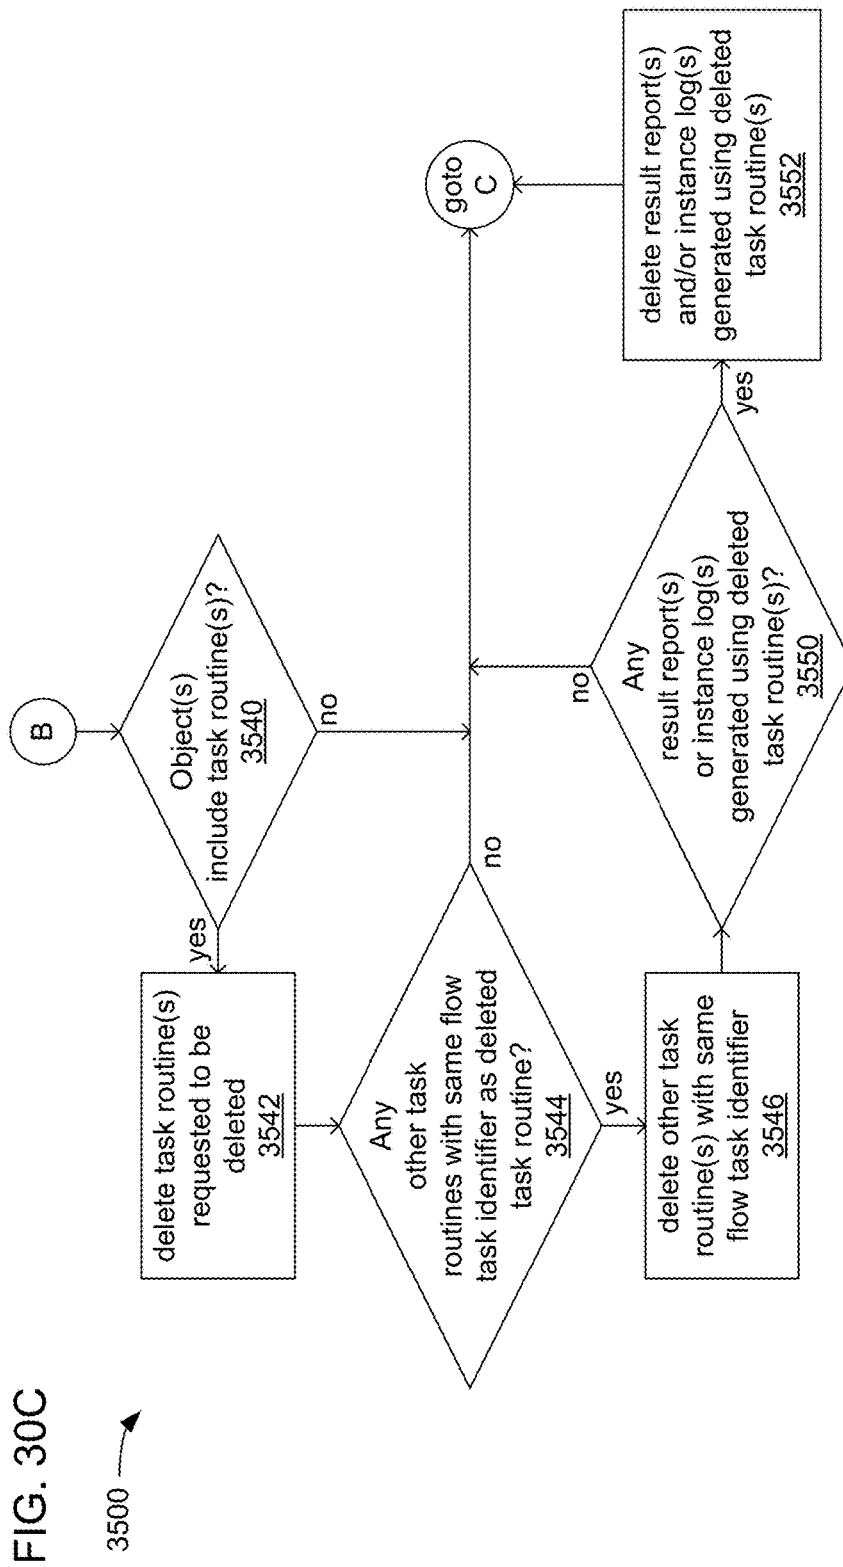 FIG. 30C
3500
B
Object(s)
include task routine(s)?
3540
yes
no
delete task routine(s)
requested to be
deleted
3542
Any
other task
routines with same flow
task identifier as deleted
task routine?
3544
no
yes
delete other task
routine(s) with same
flow task identifier
3546
Any
result report(s)
or instance log(s)
generated using deleted
task routine(s)?
3550
no
yes
delete result report(s)
and/or instance log(s)
generated using deleted
task routine(s)
3552
goto
C